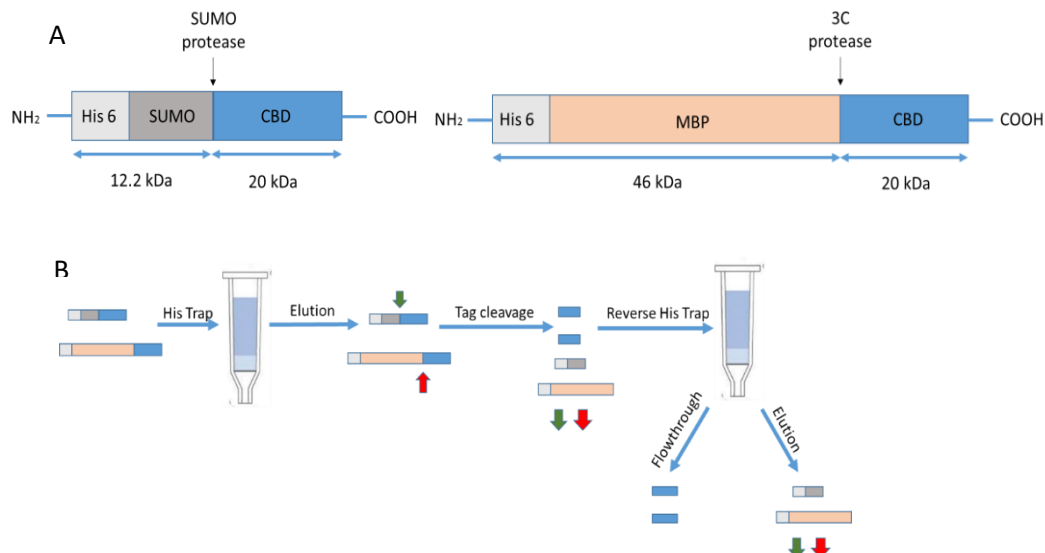 A
SUMO
protease
NH₂
His 6
SUMO
CBD
COOH
12.2 kDa
20 kDa
3C
protease
NH₂
His 6
MBP
CBD
COOH
46 kDa
20 kDa
B
His Trap
Elution
Tag cleavage
Reverse His Trap
Flowthrough
Elution